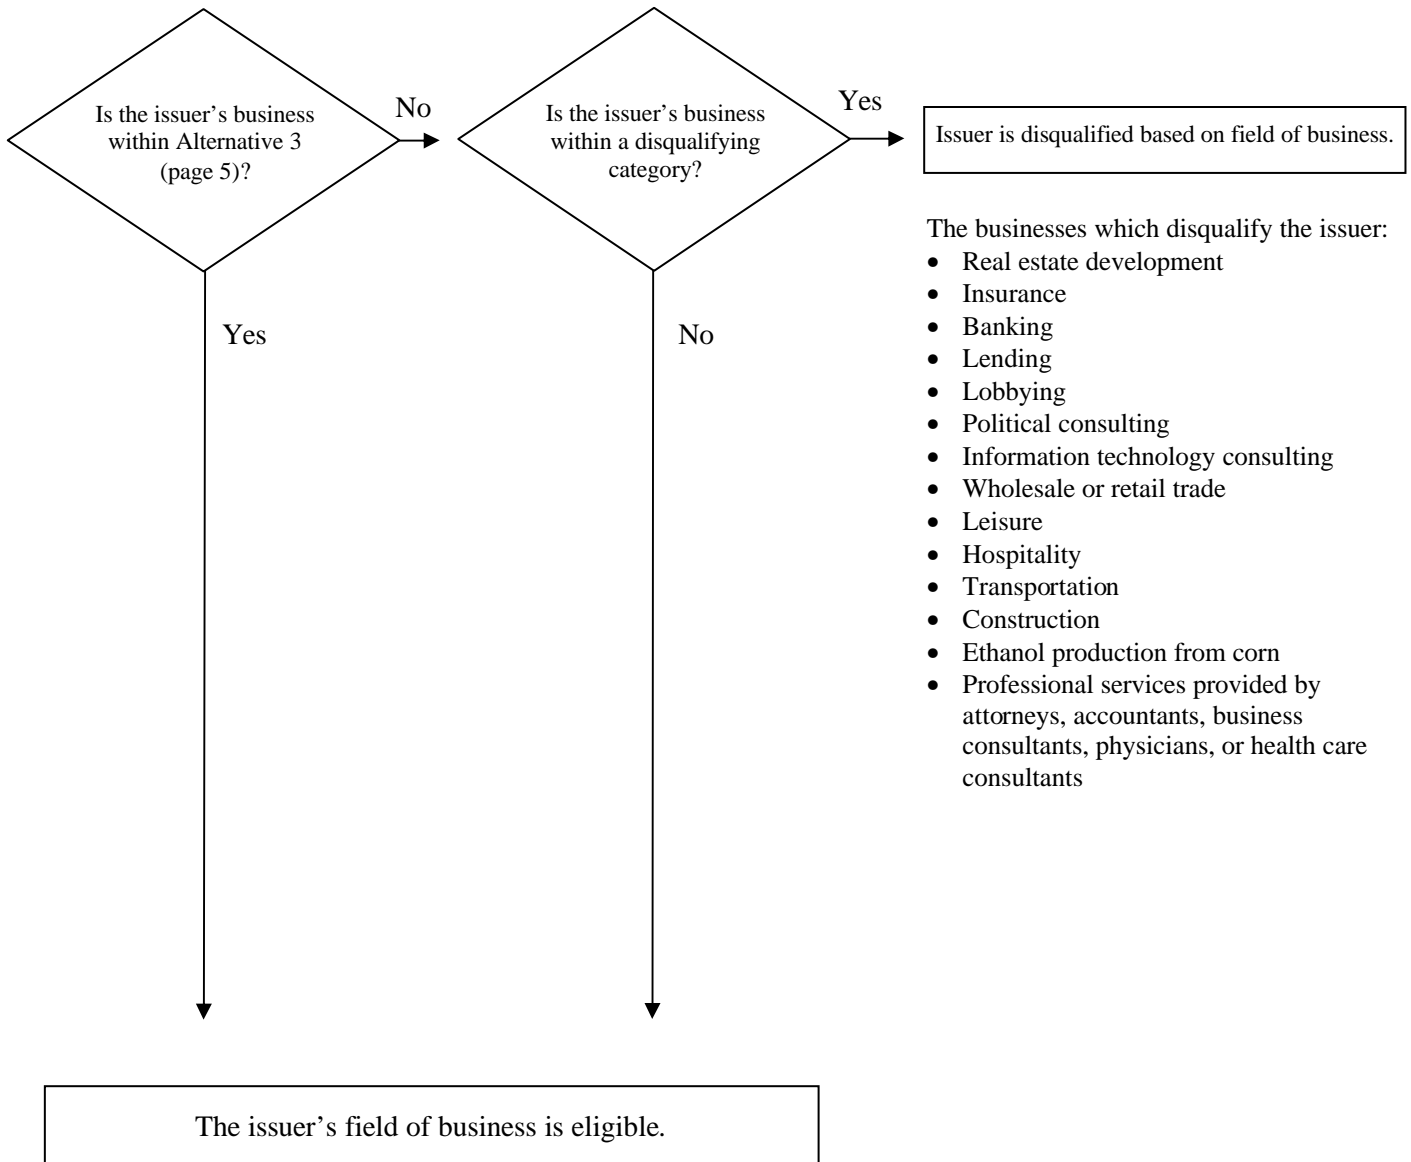 Is the issuer’s business
within Alternative 3
(page 5)?
No
Is the issuer’s business
within a disqualifying
category?
Yes
Issuer is disqualified based on field of business.
The businesses which disqualify the issuer:
• Real estate development
• Insurance
• Banking
• Lending
• Lobbying
• Political consulting
• Information technology consulting
• Wholesale or retail trade
• Leisure
• Hospitality
• Transportation
• Construction
• Ethanol production from corn
• Professional services provided by
attorneys, accountants, business
consultants, physicians, or health care
consultants
Yes
No
The issuer’s field of business is eligible.